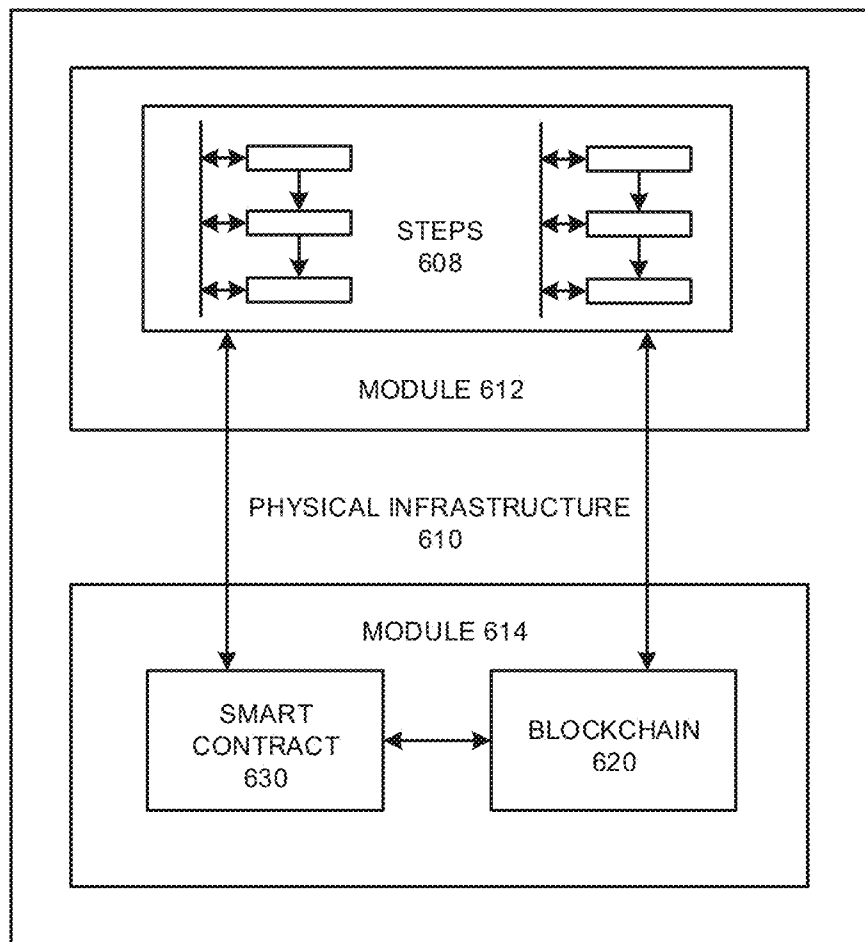 STEPS
608
MODULE 612
PHYSICAL INFRASTRUCTURE
610
MODULE 614
SMART
CONTRACT
630
BLOCKCHAIN
620